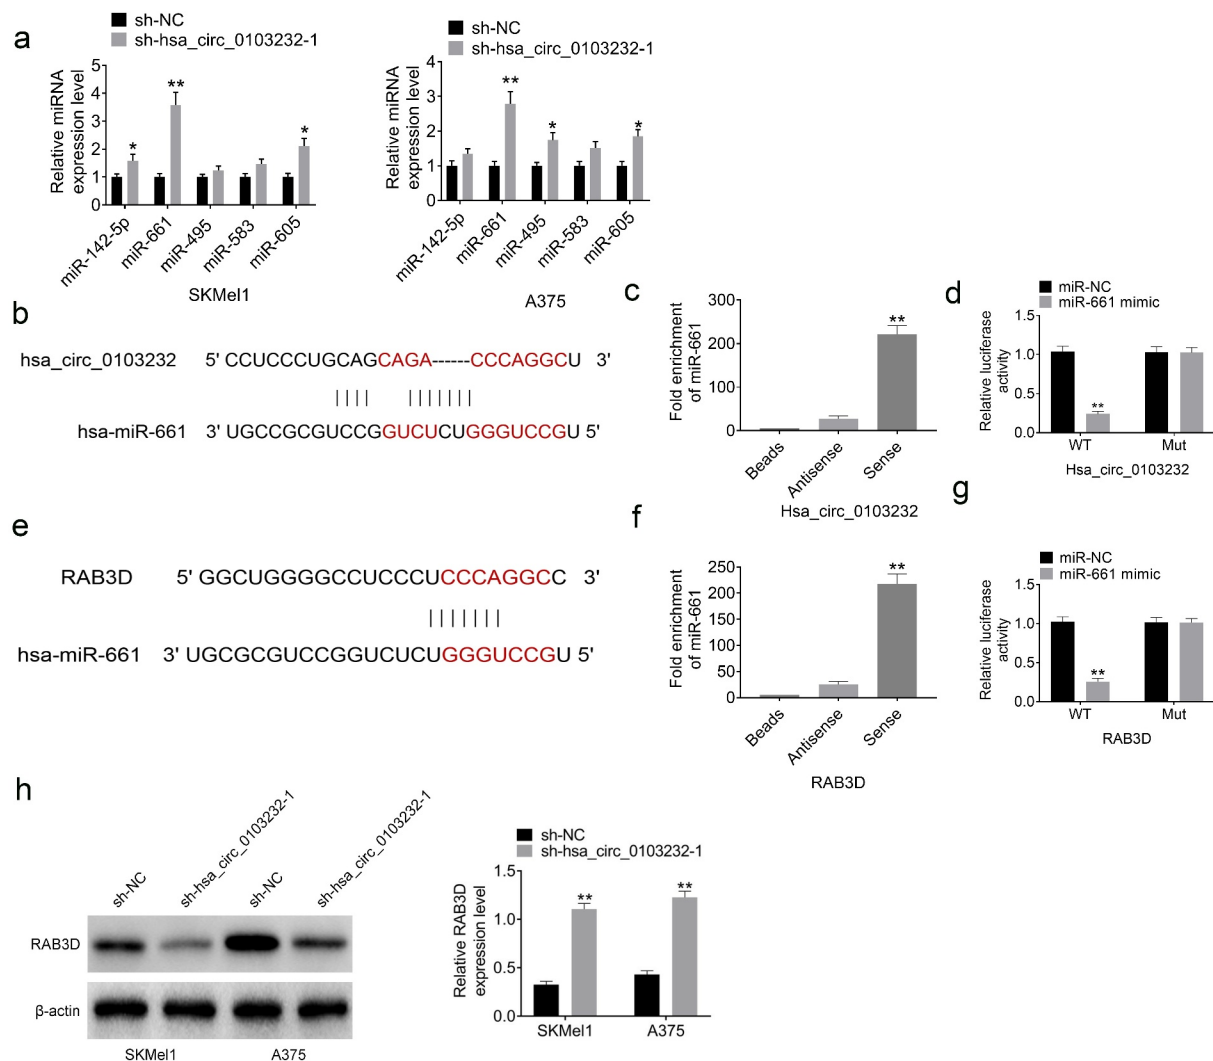 a
sh-NC
sh-hsa_circ_0103232-1
Relative miRNA
expression level
5
4
3
2
1
0
*
**
*
miR-142-5p
miR-661
miR-495
miR-583
miR-605
SKMel1
sh-NC
sh-hsa_circ_0103232-1
Relative miRNA
expression level
4
3
2
1
0
**
*
*
miR-142-5p
miR-661
miR-495
miR-583
miR-605
A375
b
hsa_circ_0103232 5' CCUCCCUGCAGCAGA------CCCAGGCU 3'
hsa-miR-661 3' UGCCGCGUCCGGUCUCUGGGUCCGU 5'
c
Fold enrichment
of miR-661
300
200
100
0
**
Beads
Antisense
Sense
Hsa_circ_0103232
d
miR-NC
miR-661 mimic
Relative luciferase
activity
1.5
1.0
0.5
0.0
**
WT
Mut
Hsa_circ_0103232
e
RAB3D 5' GGCUGGGGCCUCCCUCCCAGGCC 3'
hsa-miR-661 3' UGCGCGUCCGGUCUCUGGGUCCGU 5'
f
Fold enrichment
of miR-661
250
200
150
100
50
0
**
Beads
Antisense
Sense
RAB3D
g
miR-NC
miR-661 mimic
Relative luciferase
activity
1.5
1.0
0.5
0.0
**
WT
Mut
RAB3D
h
sh-NC
sh-hsa_circ_0103232-1
sh-NC
sh-hsa_circ_0103232-1
RAB3D
β-actin
SKMel1
A375
sh-NC
sh-hsa_circ_0103232-1
Relative RAB3D
expression level
1.5
1.0
0.5
0.0
**
**
SKMel1
A375